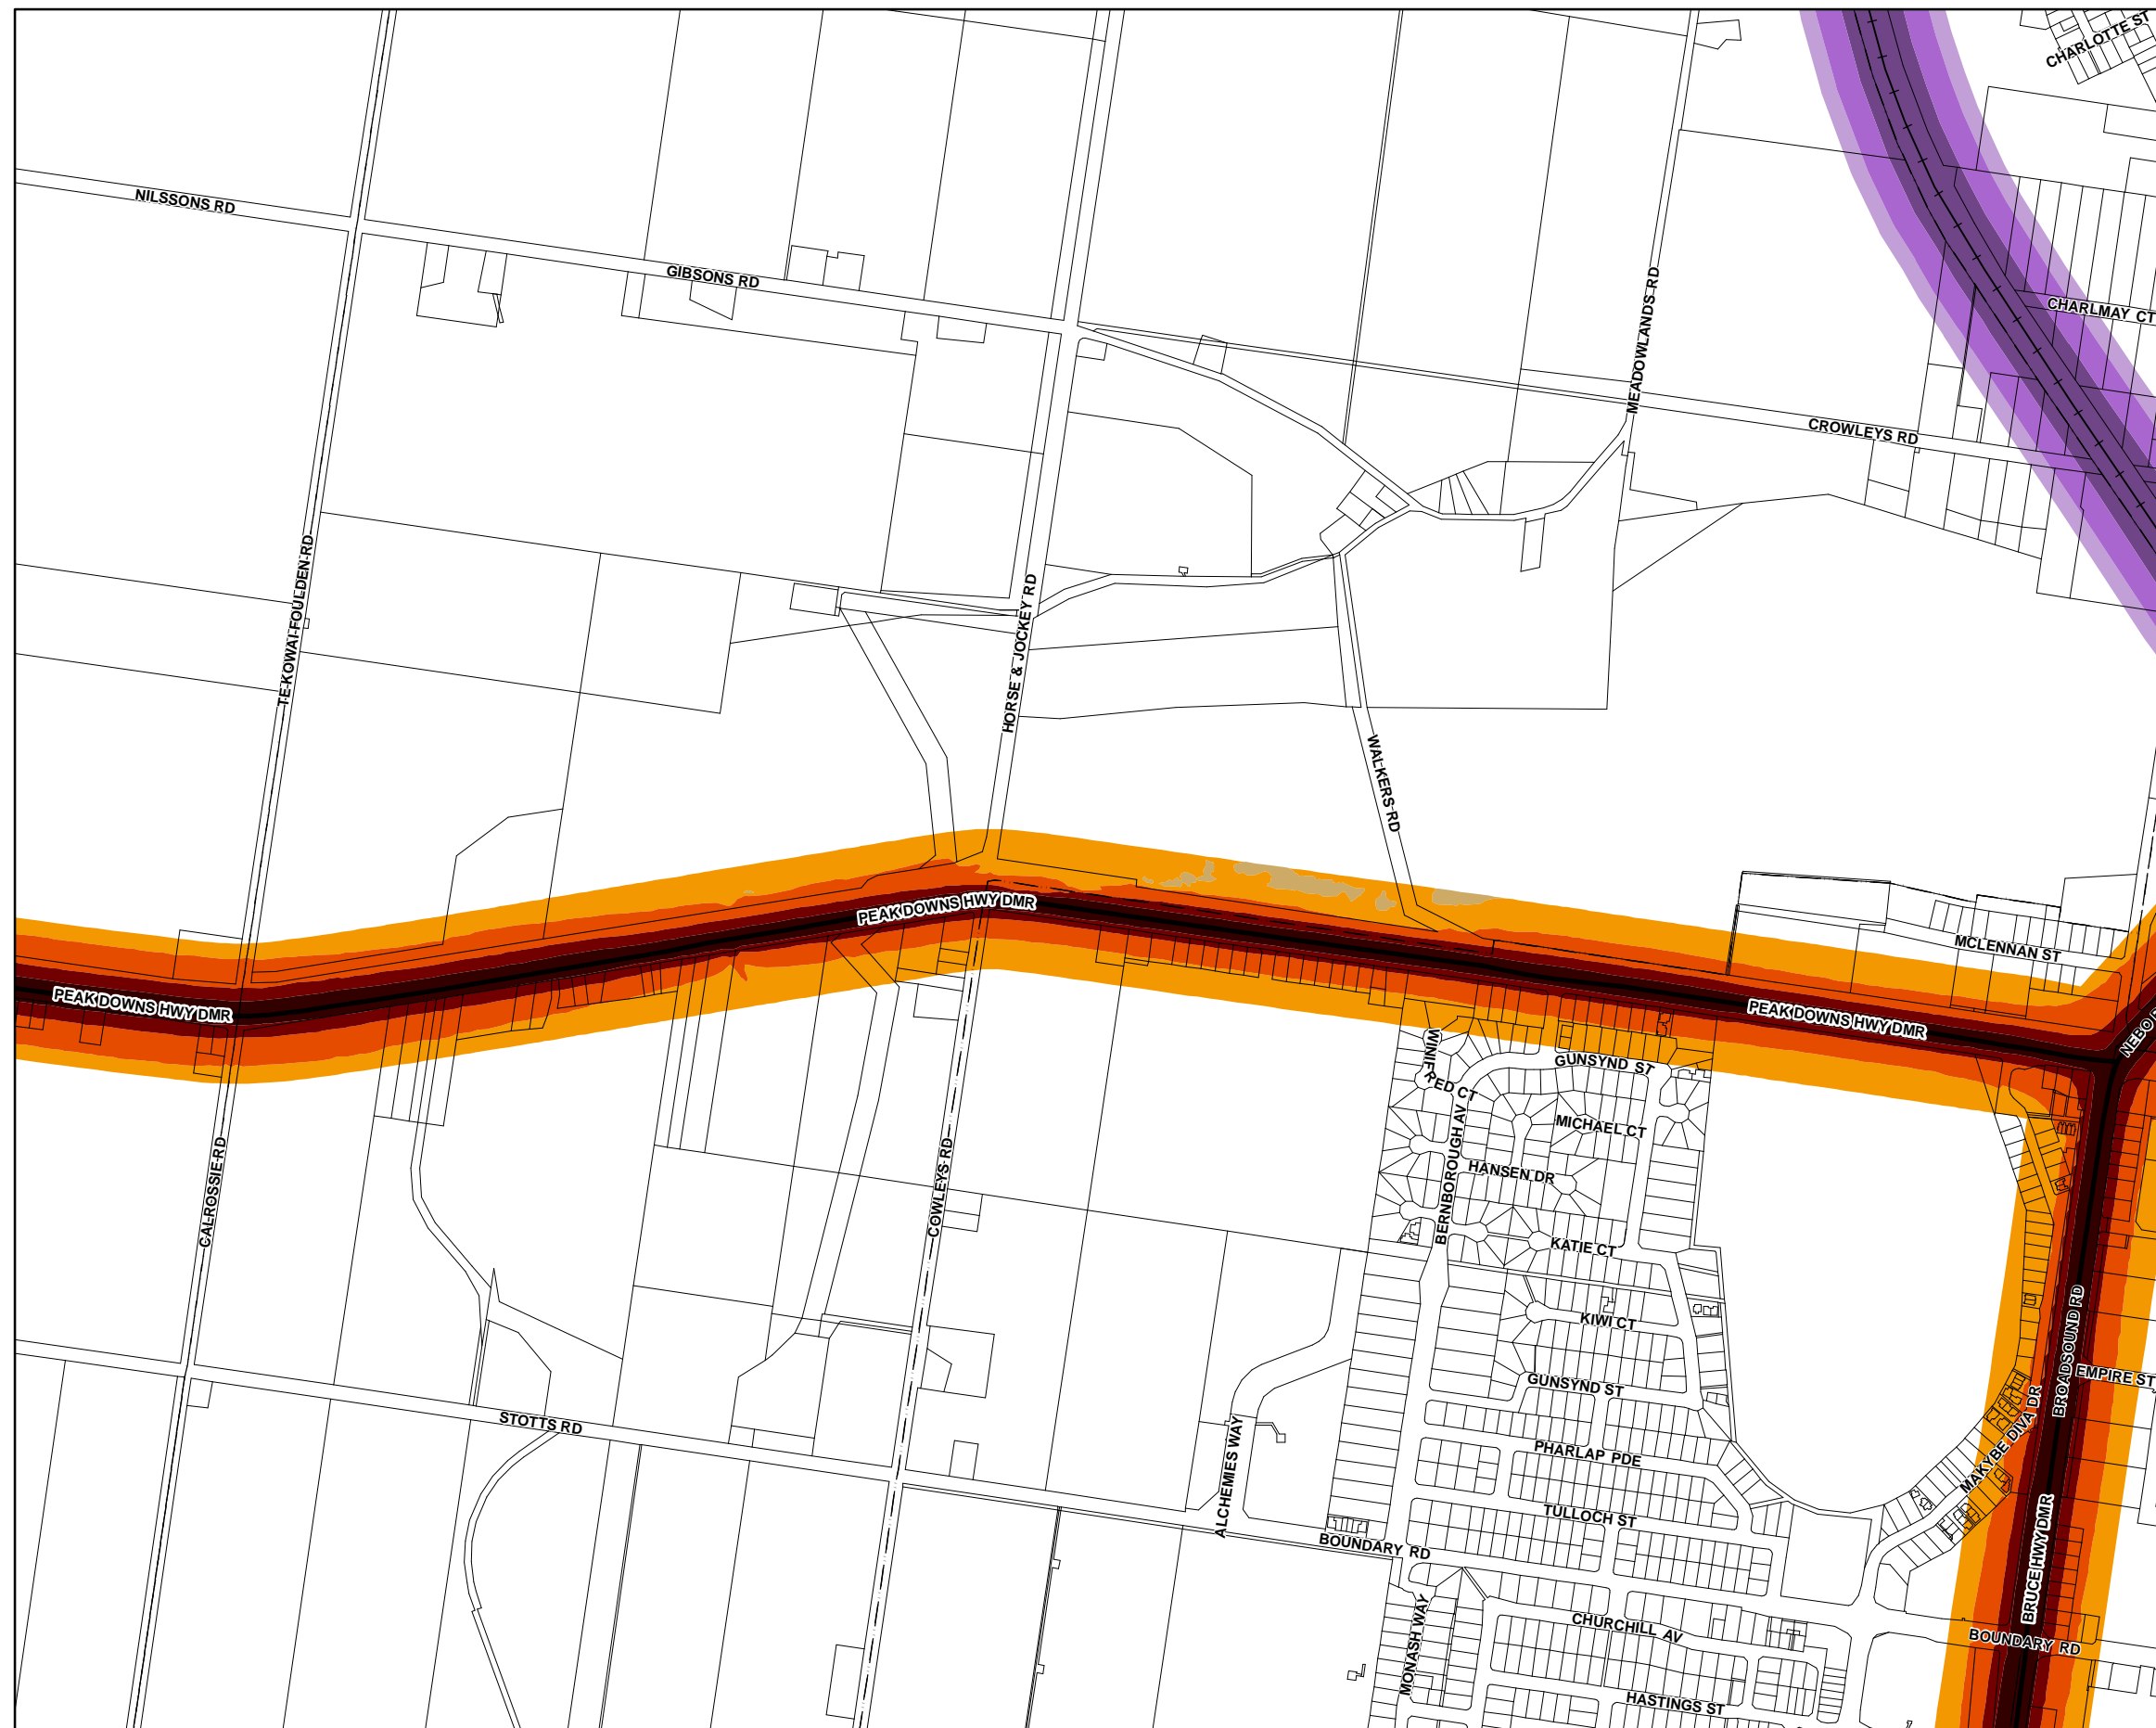 CHARLOTTE ST
NILSSONS RD
GIBSONS RD
CHARLMAY CT
MEADOWLANDS RD
CROWLEYS RD
TE KOWAI-FOULDEN RD
HORSE & JOCKEY RD
WALKERS RD
PEAK DOWNS HWY DMR
MCLENNAN ST
PEAK DOWNS HWY DMR
PEAK DOWNS HWY DMR
WINIFRED CT
GUNSYND ST
MICHAEL CT
BERNBOROUGH AV
HANSEN DR
CALROSSIE RD
COWLEYS RD
KATIE CT
KIWI CT
BROADSOUND RD
EMPIRE ST
GUNSYND ST
STOTTS RD
MAKYBE DIVA DR
PHARLAP PDE
ALCHEMIES WAY
TULLOCH ST
BOUNDARY RD
BRUCE HWY DMR
MONASH WAY
CHURCHILL AV
BOUNDARY RD
HASTINGS ST